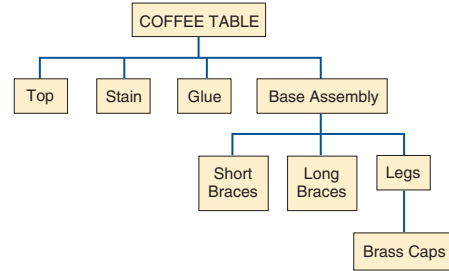 COFFEE TABLE
Top
Stain
Glue
Base Assembly
Short
Braces
Long
Braces
Legs
Brass Caps